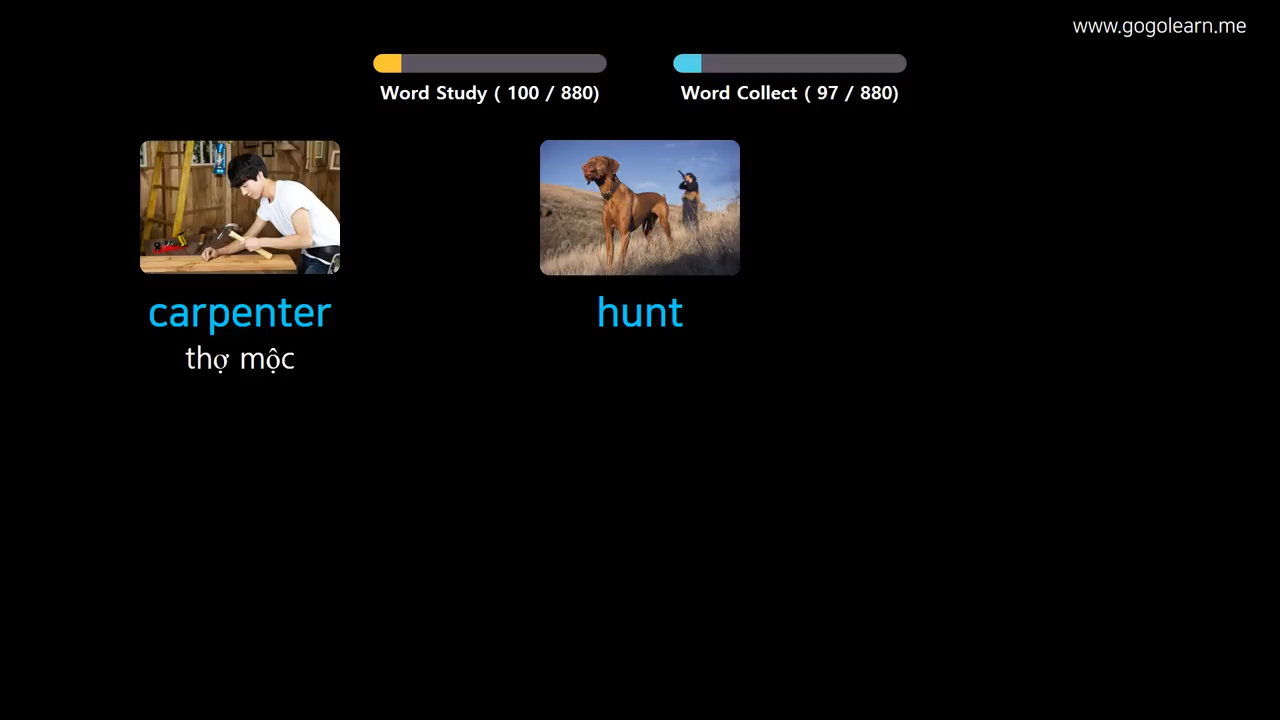 www.gogolearn.me
Word Study ( 100 / 880)
Word Collect ( 97 / 880)
carpenter
thợ mộc
hunt